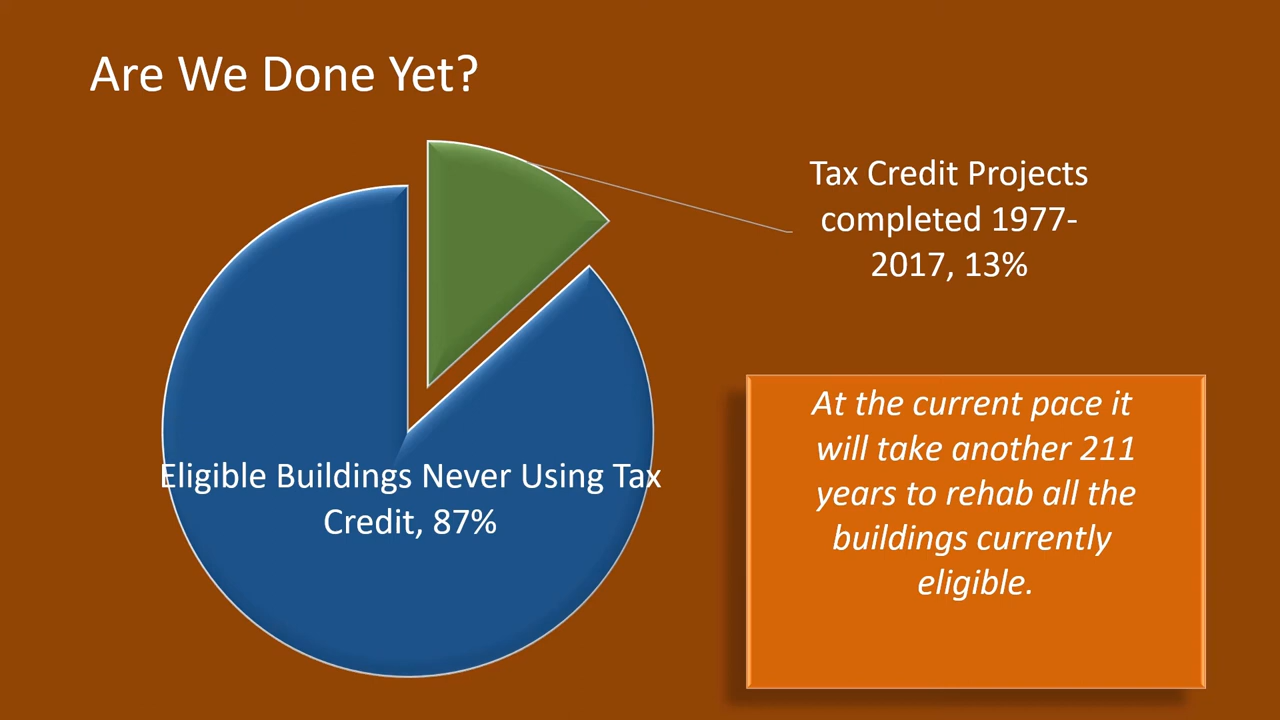 Are We Done Yet?
Tax Credit Projects
completed 1977-
2017, 13%
Eligible Buildings Never Using Tax
Credit, 87%
At the current pace it
will take another 211
years to rehab all the
buildings currently
eligible.